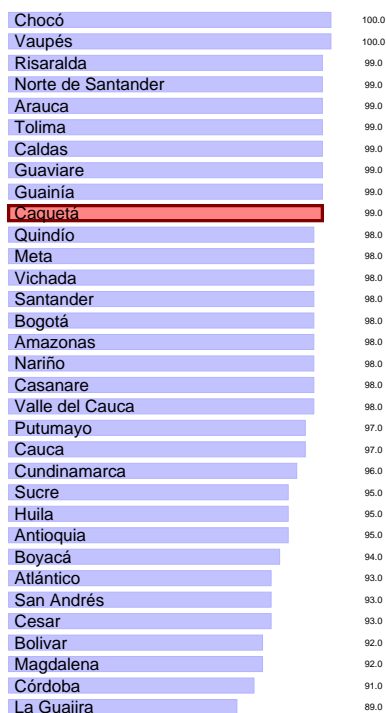 Chocó 100.0
Vaupés 100.0
Risaralda 99.0
Norte de Santander 99.0
Arauca 99.0
Tolima 99.0
Caldas 99.0
Guaviare 99.0
Guainía 99.0
Caquetá 99.0
Quindío 98.0
Meta 98.0
Vichada 98.0
Santander 98.0
Bogotá 98.0
Amazonas 98.0
Nariño 98.0
Casanare 98.0
Valle del Cauca 98.0
Putumayo 97.0
Cauca 97.0
Cundinamarca 96.0
Sucre 95.0
Huila 95.0
Antioquia 95.0
Boyacá 94.0
Atlántico 93.0
San Andrés 93.0
Cesar 93.0
Bolivar 92.0
Magdalena 92.0
Córdoba 91.0
La Guajira 89.0